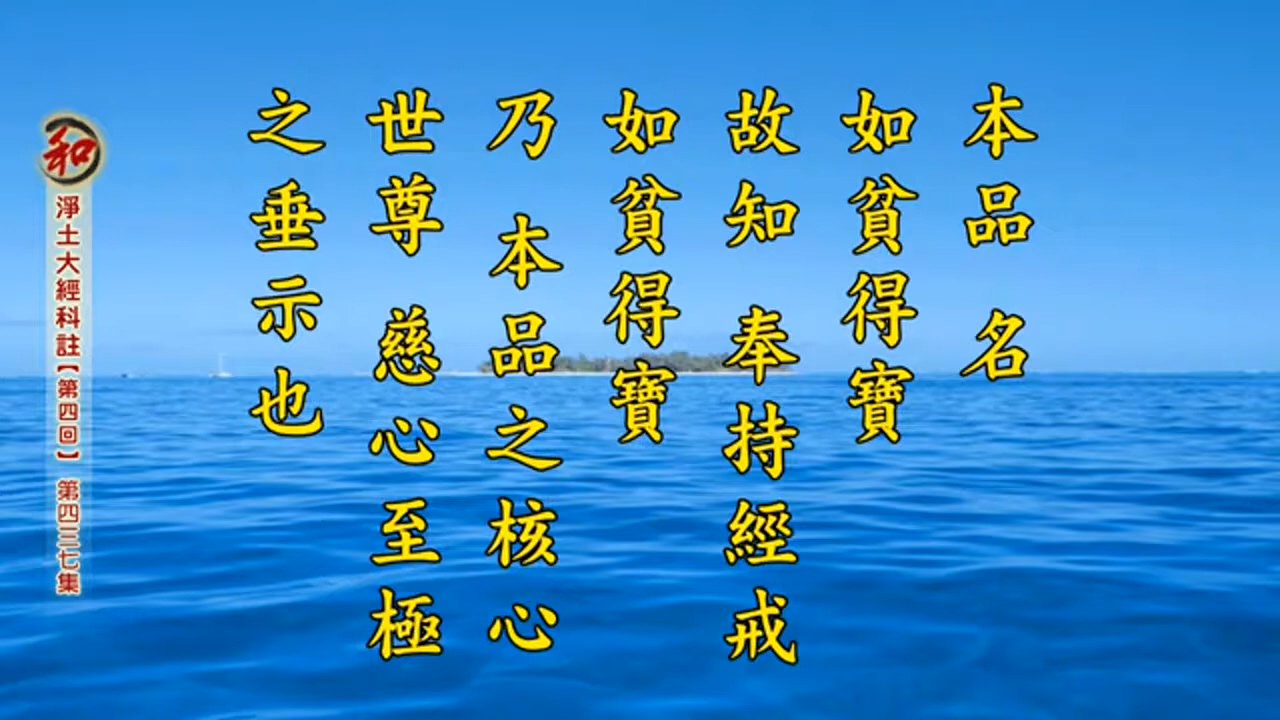 本品 名
如貧得寶
故知 奉持經戒
如貧得寶
乃 本品之核心
世尊 慈心至極
之垂示也
和
淨土大經科註【第四回】 第四三七集